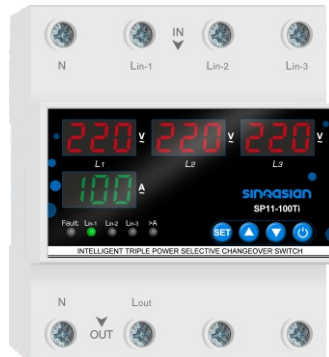 IN
N Lin-1 Lin-2 Lin-3
220 V 220 V 220 V
L1 L2 L3
100 A
SINOASIAN
SP11-100Ti
Fault Lin-1 Lin-2 Lin-3 >A
SET
INTELLIGENT TRIPLE POWER SELECTIVE CHANGEOVER SWITCH
N Lout
OUT